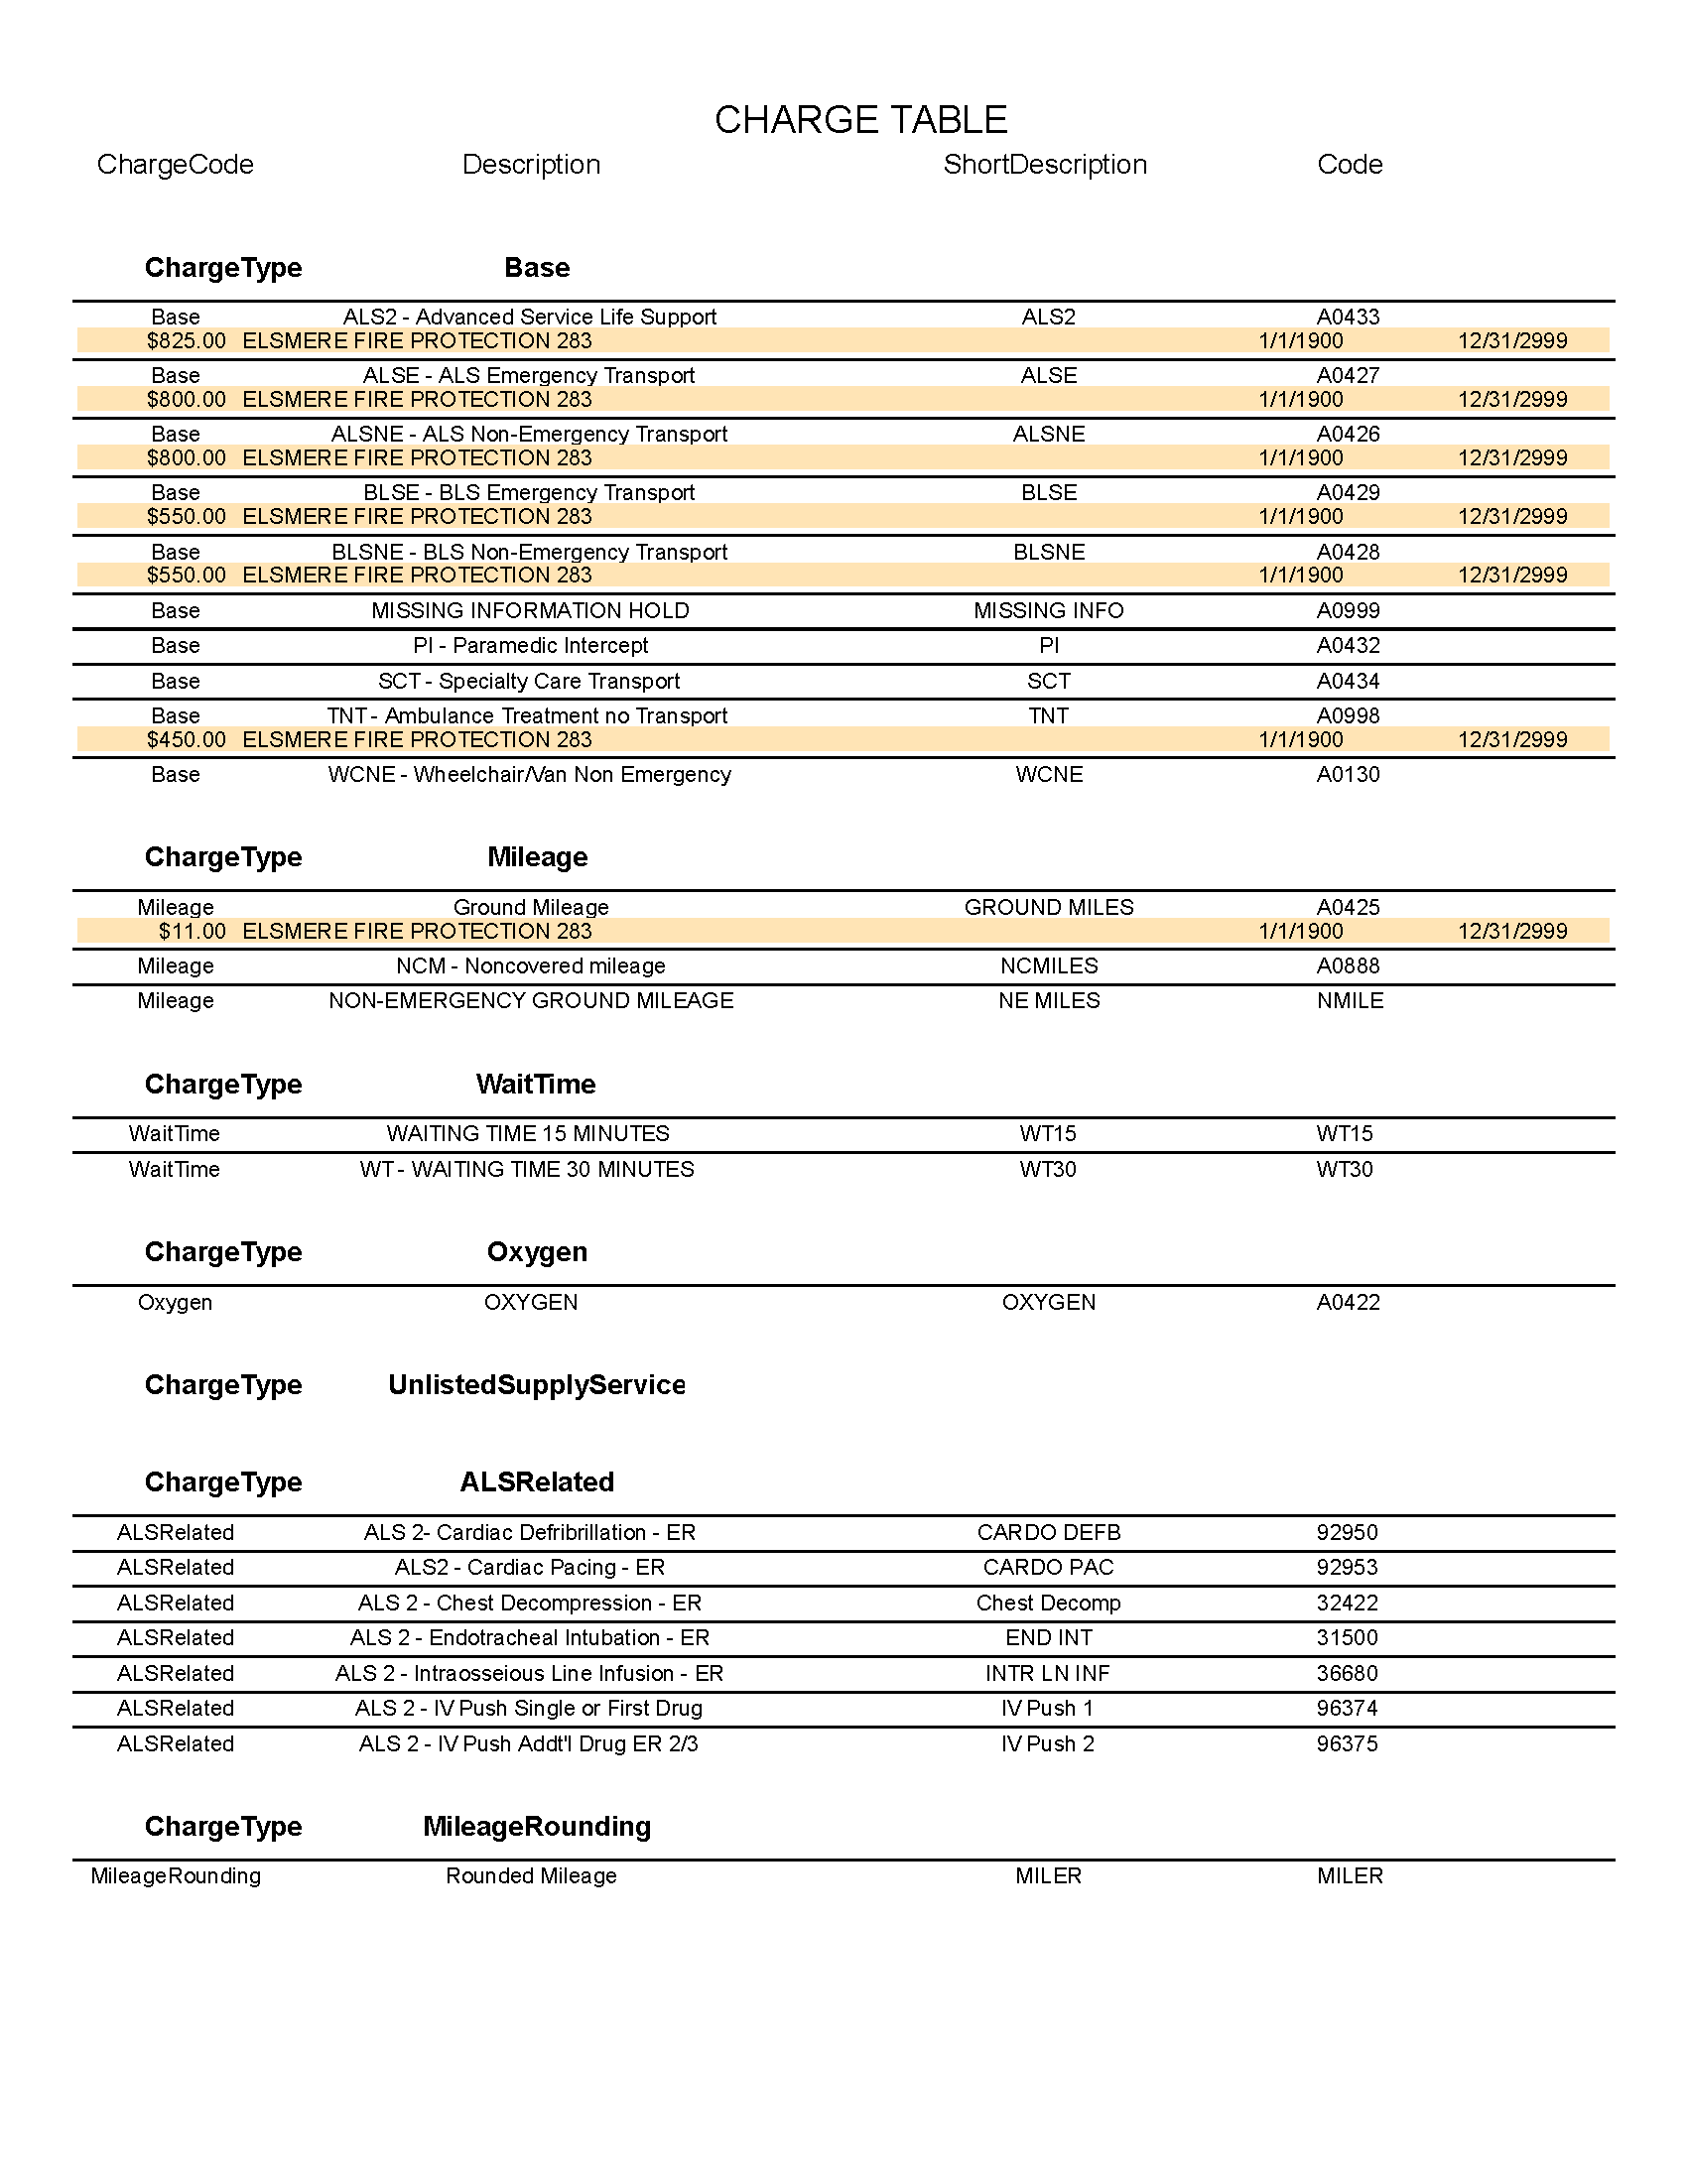 CHARGE TABLE
ChargeCode Description ShortDescription Code
ChargeType Base
Base ALS2 - Advanced Service Life Support ALS2 A0433
$825.00 ELSMERE FIRE PROTECTION 283 1/1/1900 12/31/2999
Base ALSE - ALS Emergency Transport ALSE A0427
$800.00 ELSMERE FIRE PROTECTION 283 1/1/1900 12/31/2999
Base ALSNE - ALS Non-Emergency Transport ALSNE A0426
$800.00 ELSMERE FIRE PROTECTION 283 1/1/1900 12/31/2999
Base BLSE - BLS Emergency Transport BLSE A0429
$550.00 ELSMERE FIRE PROTECTION 283 1/1/1900 12/31/2999
Base BLSNE - BLS Non-Emergency Transport BLSNE A0428
$550.00 ELSMERE FIRE PROTECTION 283 1/1/1900 12/31/2999
Base MISSING INFORMATION HOLD MISSING INFO A0999
Base PI - Paramedic Intercept PI A0432
Base SCT - Specialty Care Transport SCT A0434
Base TNT - Ambulance Treatment no Transport TNT A0998
$450.00 ELSMERE FIRE PROTECTION 283 1/1/1900 12/31/2999
Base WCNE - Wheelchair/Van Non Emergency WCNE A0130
ChargeType Mileage
Mileage Ground Mileage GROUND MILES A0425
$11.00 ELSMERE FIRE PROTECTION 283 1/1/1900 12/31/2999
Mileage NCM - Noncovered mileage NCMILES A0888
Mileage NON-EMERGENCY GROUND MILEAGE NE MILES NMILE
ChargeType WaitTime
WaitTime WAITING TIME 15 MINUTES WT15 WT15
WaitTime WT - WAITING TIME 30 MINUTES WT30 WT30
ChargeType Oxygen
Oxygen OXYGEN OXYGEN A0422
ChargeType UnlistedSupplyService
ChargeType ALSRelated
ALSRelated ALS 2- Cardiac Defribrillation - ER CARDO DEFB 92950
ALSRelated ALS2 - Cardiac Pacing - ER CARDO PAC 92953
ALSRelated ALS 2 - Chest Decompression - ER Chest Decomp 32422
ALSRelated ALS 2 - Endotracheal Intubation - ER END INT 31500
ALSRelated ALS 2 - Intraosseious Line Infusion - ER INTR LN INF 36680
ALSRelated ALS 2 - IV Push Single or First Drug IV Push 1 96374
ALSRelated ALS 2 - IV Push Addt'l Drug ER 2/3 IV Push 2 96375
ChargeType MileageRounding
MileageRounding Rounded Mileage MILER MILER